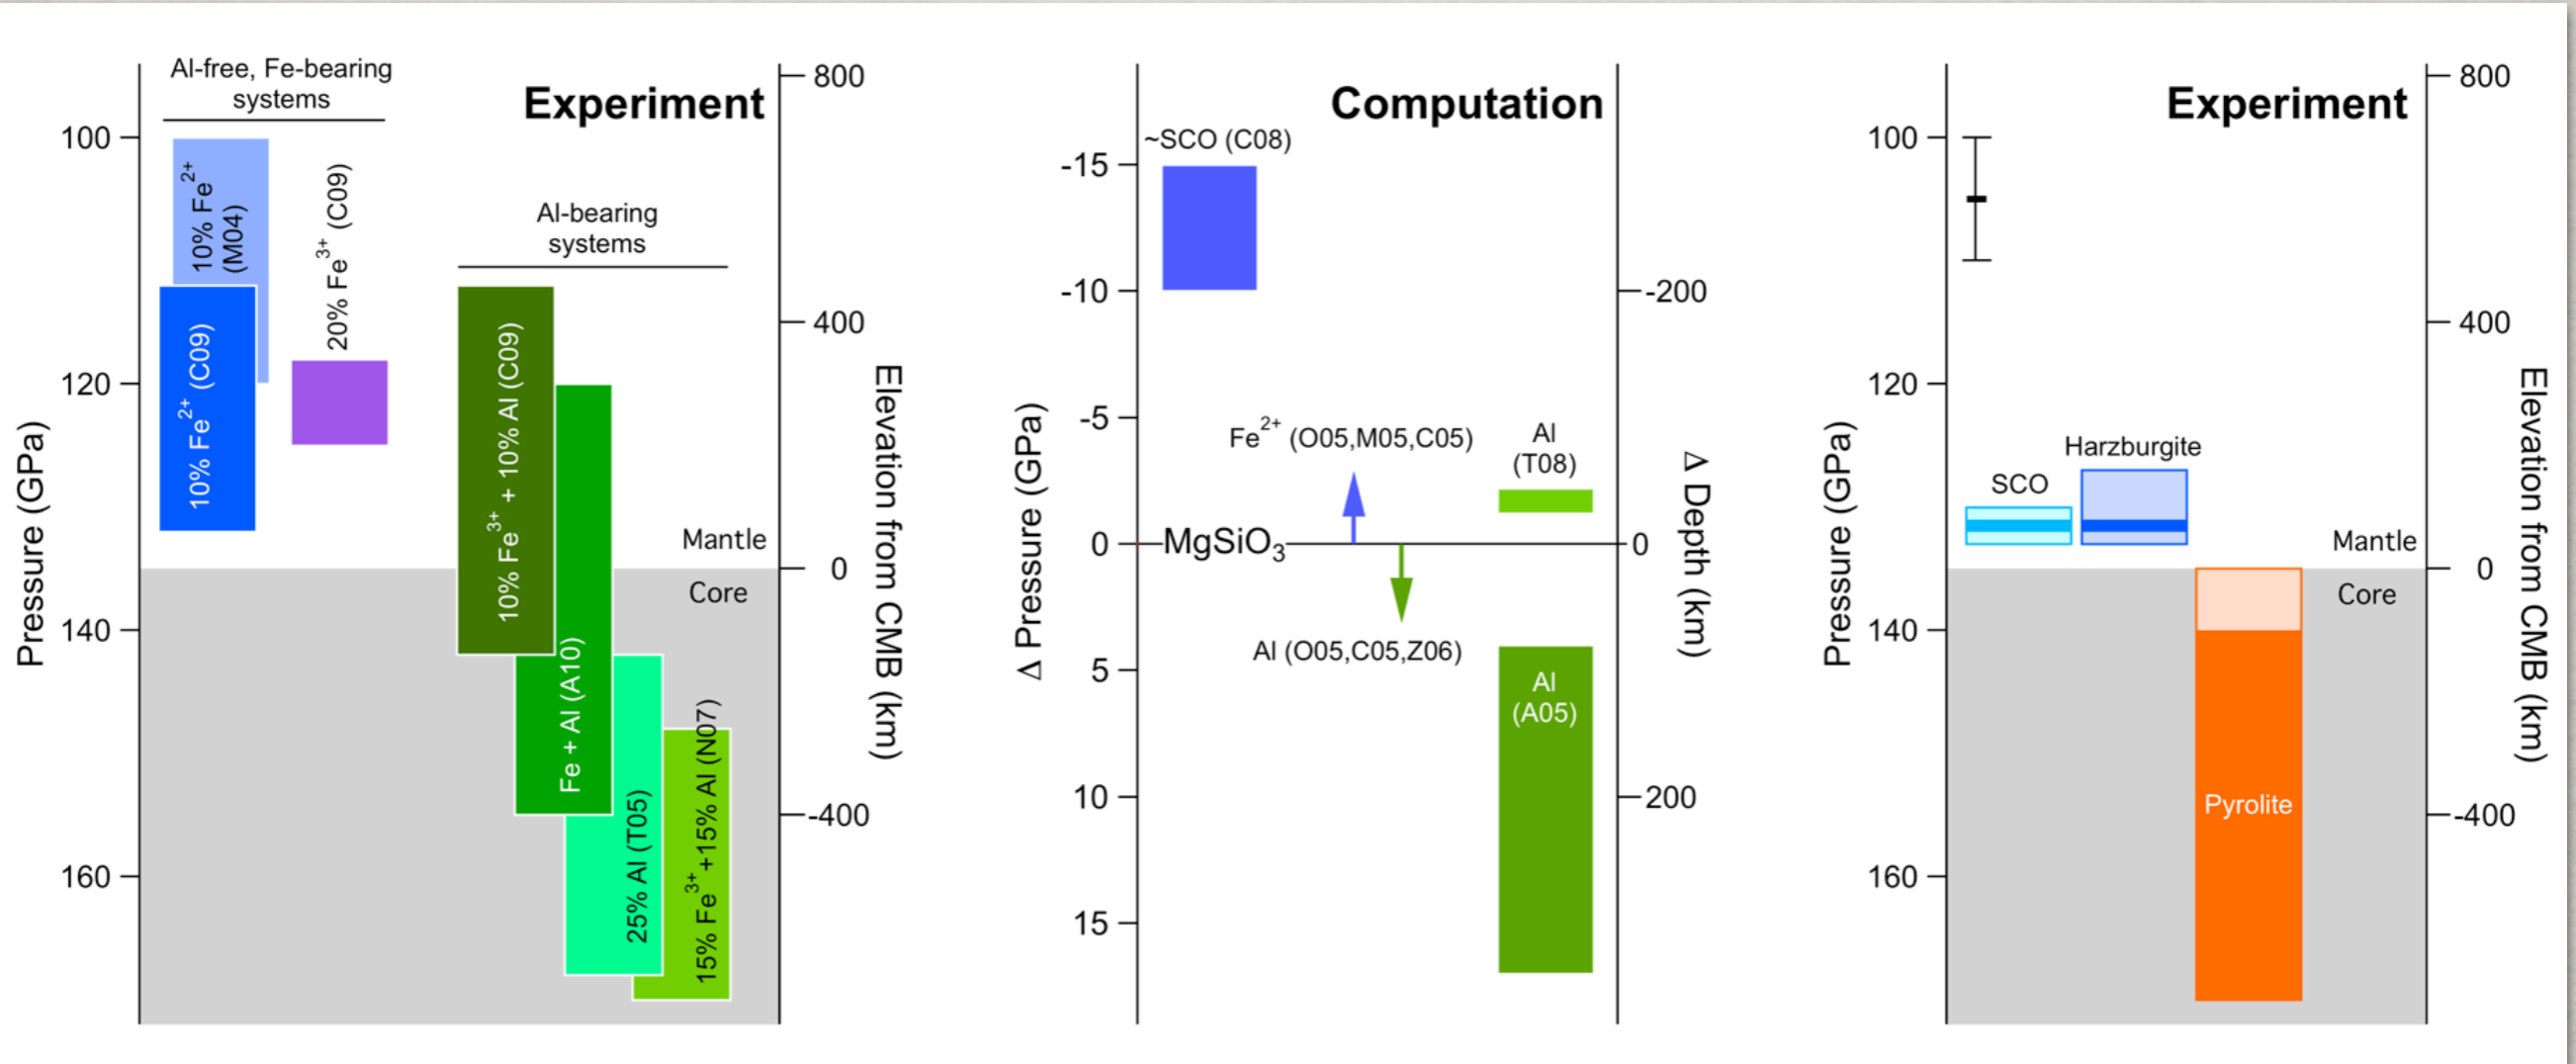 Al-free, Fe-bearing
systems
Experiment
800
100
10% Fe²⁺
(M04)
20% Fe³⁺ (C09)
Al-bearing
systems
400
10% Fe²⁺ (C09)
10% Fe³⁺ + 10% Al (C09)
120
Pressure (GPa)
Elevation from CMB (km)
Mantle
0
Core
140
Fe + Al (A10)
25% Al (T05)
15% Fe³⁺+15% Al (N07)
-400
160
Computation
~SCO (C08)
-15
-10
-200
-5
Fe²⁺ (O05,M05,C05)
Al
(T08)
Δ Pressure (GPa)
Δ Depth (km)
0
MgSiO₃
0
Al (O05,C05,Z06)
5
Al
(A05)
10
200
15
Experiment
800
100
400
120
Harzburgite
SCO
Pressure (GPa)
Elevation from CMB (km)
Mantle
0
Core
140
Pyrolite
-400
160